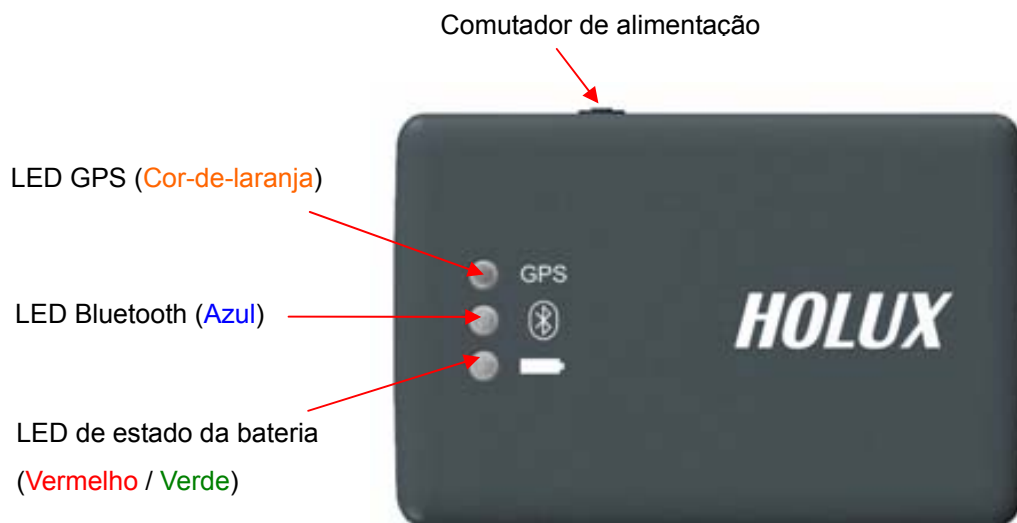 Comutador de alimentação
LED GPS (Cor-de-laranja)
GPS
LED Bluetooth (Azul)
HOLUX
LED de estado da bateria
(Vermelho / Verde)